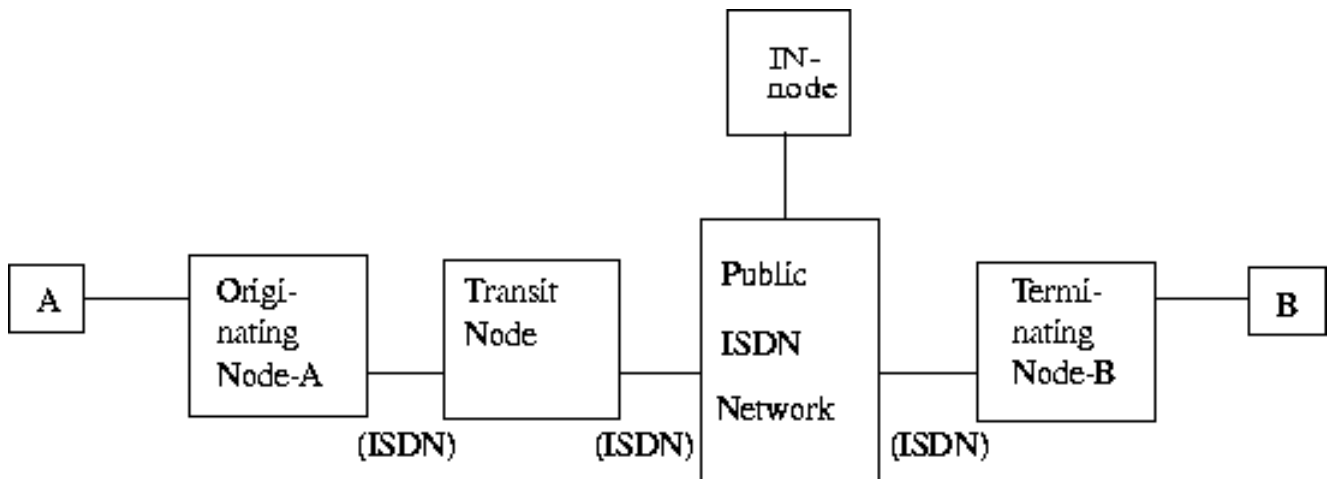 IN-
node
A
Origi-
nating
Node-A
Transit
Node
Public
ISDN
Network
Termi-
nating
Node-B
B
(ISDN)
(ISDN)
(ISDN)